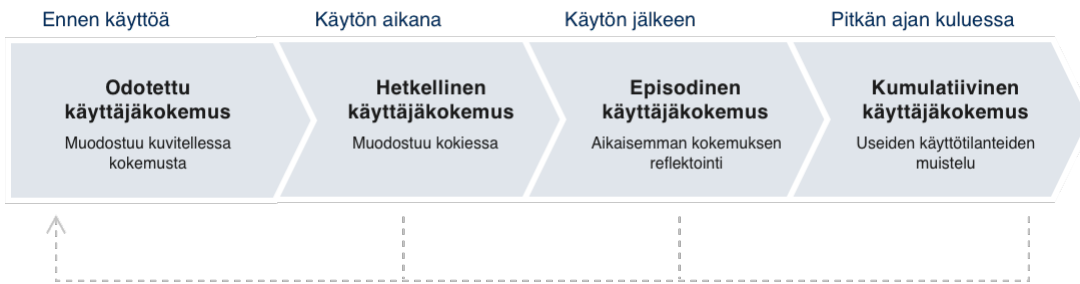 Ennen käyttöä
Käytön aikana
Käytön jälkeen
Pitkän ajan kuluessa
Odotettu
käyttäjäkokemus
Muodostuu kuvitellessa
kokemusta
Hetkellinen
käyttäjäkokemus
Muodostuu kokiessa
Episodinen
käyttäjäkokemus
Aikaisemman kokemuksen
reflektointi
Kumulatiivinen
käyttäjäkokemus
Useiden käyttötilanteiden
muistelu